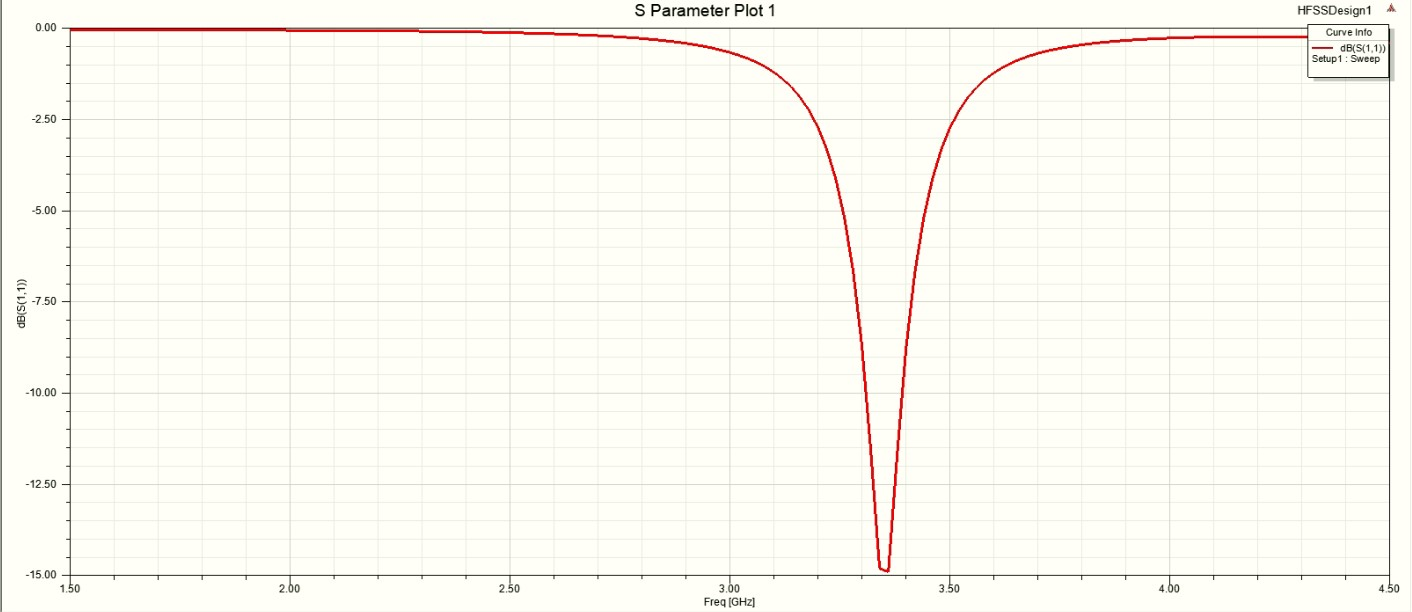 S Parameter Plot 1
HFSSDesign1
Curve Info
dB(S(1,1))
Setup1 : Sweep
0.00
-2.50
-5.00
-7.50
-10.00
-12.50
-15.00
dB(S(1,1))
1.50 2.00 2.50 3.00 3.50 4.00 4.50
Freq [GHz]